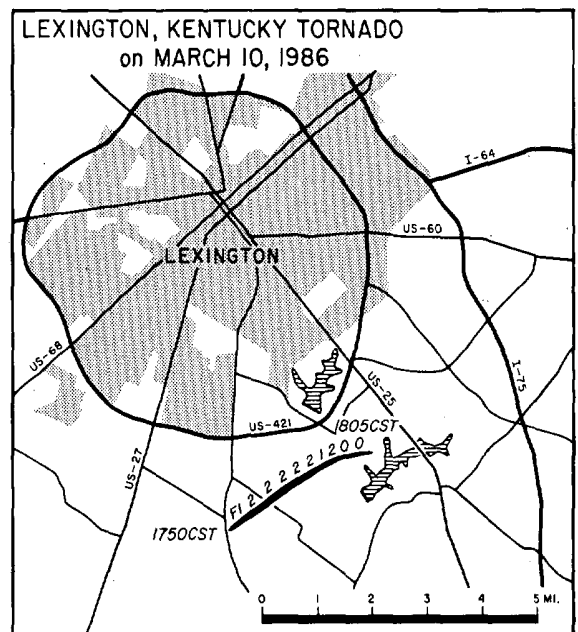 LEXINGTON, KENTUCKY TORNADO
on MARCH 10, 1986
I-64
US-60
LEXINGTON
US-68
I-75
US-25
US-421
1805CST
US-27
F1 2 2 2 2 2 1 2 0 0
1750CST
0 1 2 3 4 5 MI.